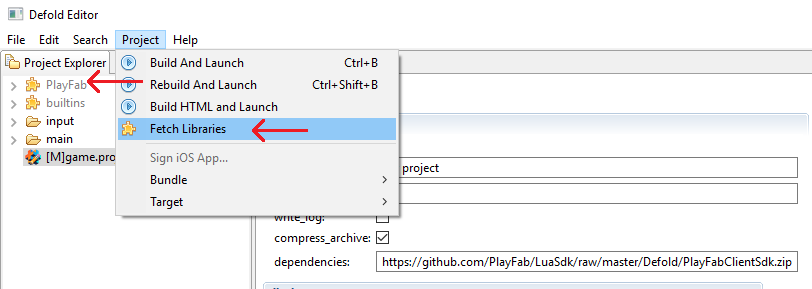 Defold Editor
File Edit Search Project Help
Project Explorer
PlayFab
builtins
input
main
[M]game.pro
Build And Launch Ctrl+B
Rebuild And Launch Ctrl+Shift+B
Build HTML and Launch
Fetch Libraries
Sign iOS App...
Bundle
Target
project
write_log:
compress_archive:
dependencies: https://github.com/PlayFab/LuaSdk/raw/master/Defold/PlayFabClientSdk.zip